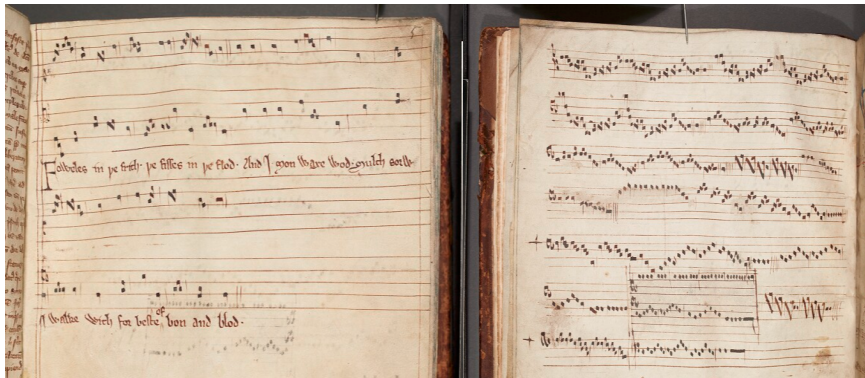 Foweles in þe frith· þe fisses in þe flod· And I mon waxe wod· mulch sorw
I walke with for beste of bon and blod·